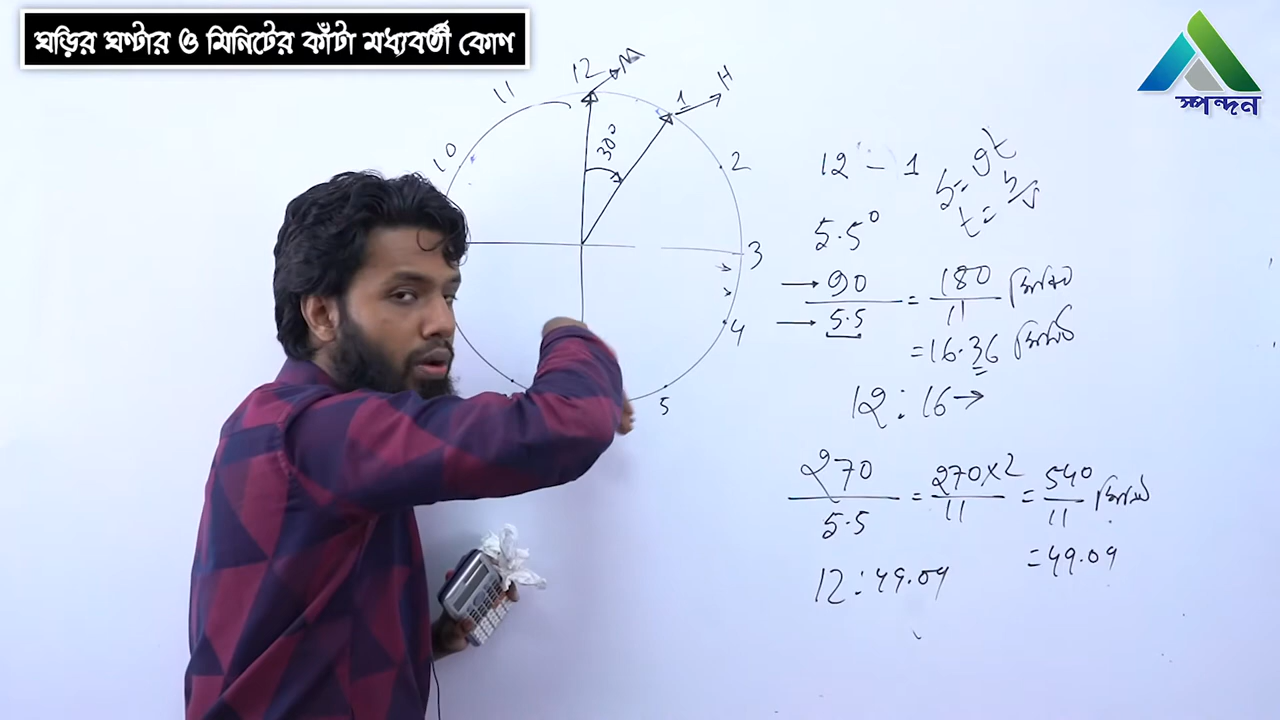 ঘড়ির ঘণ্টার ও মিনিটের কাঁটা মধ্যবর্তী কোণ
স্পন্দন
12 M
1 H
11
10
2
3
4
5
30°
12 - 1
5.5°
90/5.5 = 180/11 মিনিট
= 16.36 মিনিট
12 : 16 →
270/5.5 = 270×2/11 = 540/11 মিনিট
= 49.09
12 : 49.09